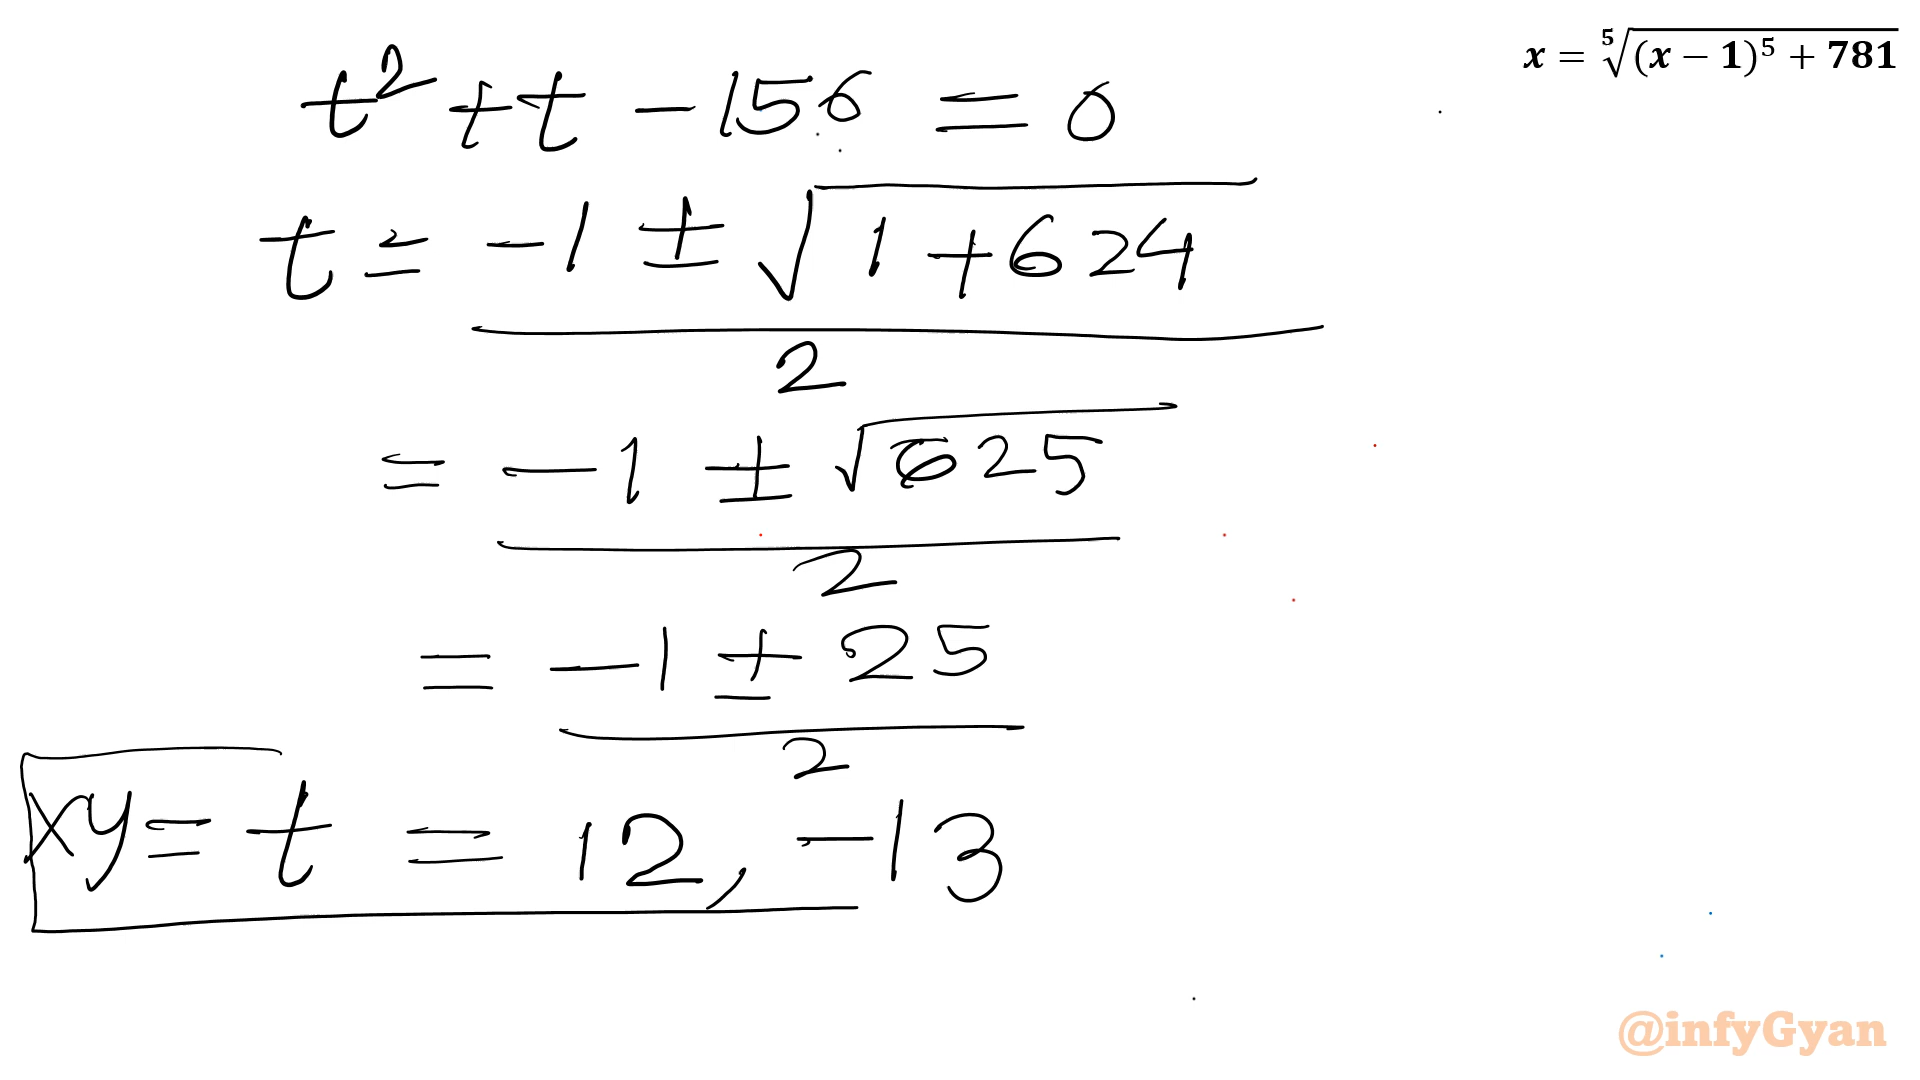 x = ⁵√((x − 1)⁵ + 781)
t² + t − 156 = 0
t = (−1 ± √(1 + 624)) / 2
= (−1 ± √625) / 2
= (−1 ± 25) / 2
xy = t = 12, −13
@infyGyan